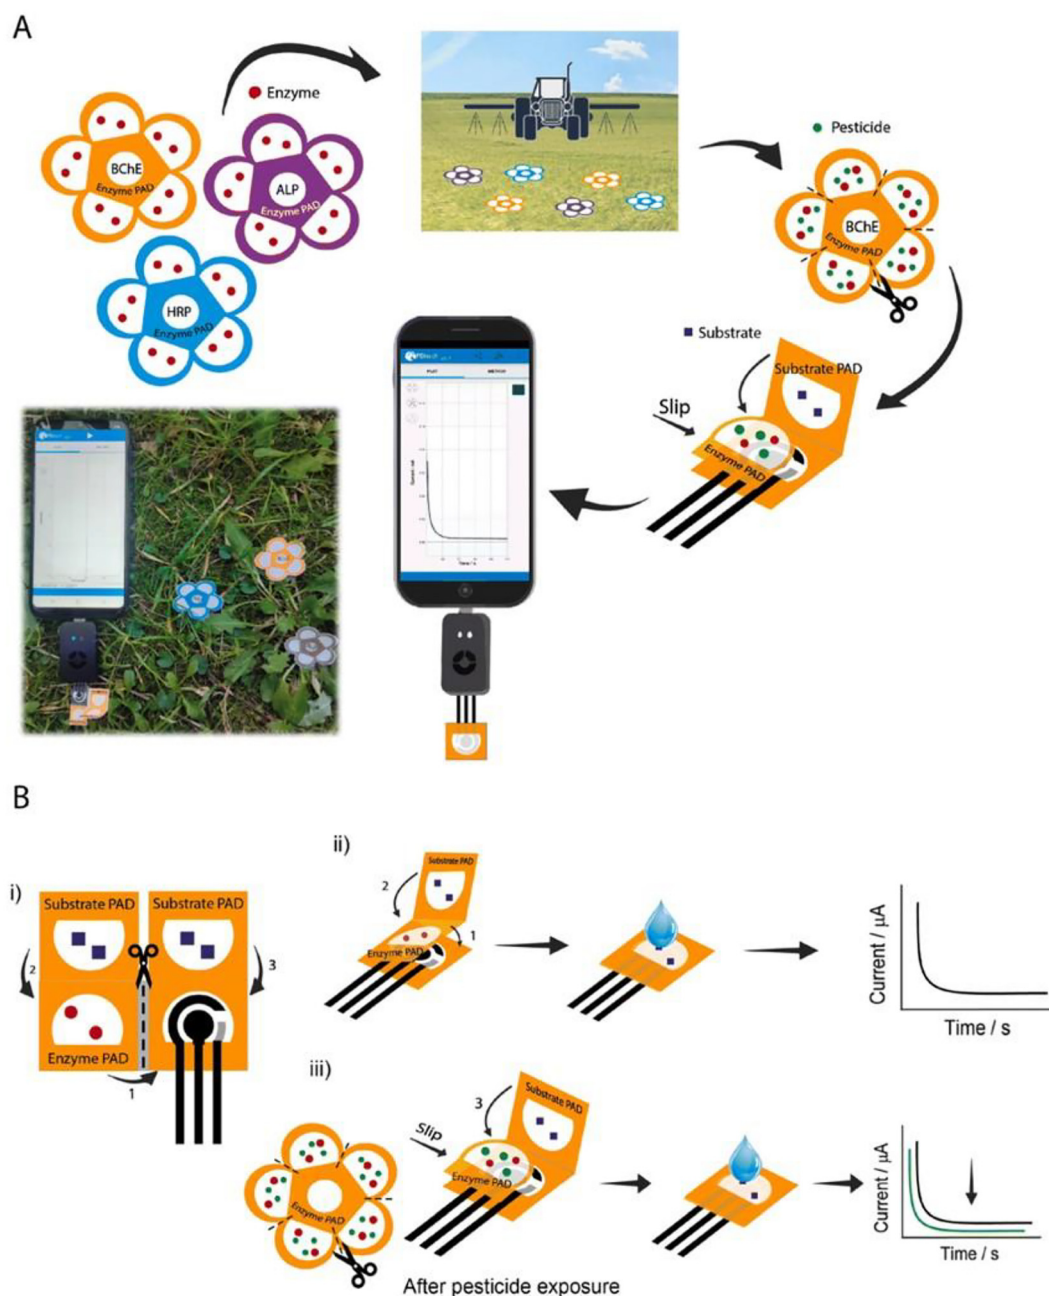 A
Enzyme
BChE
Enzyme PAD
ALP
Enzyme PAD
HRP
Enzyme PAD
Pesticide
BChE
Enzyme PAD
Substrate
Substrate PAD
Slip
Enzyme PAD
PLOT
METHOD
Time / s
B
i)
Substrate PAD
Substrate PAD
2
3
Enzyme PAD
1
ii)
Substrate PAD
2
1
Enzyme PAD
Current / µA
Time / s
iii)
Enzyme PAD
Slip
3
Substrate PAD
Enzyme PAD
Current / µA
Time / s
After pesticide exposure